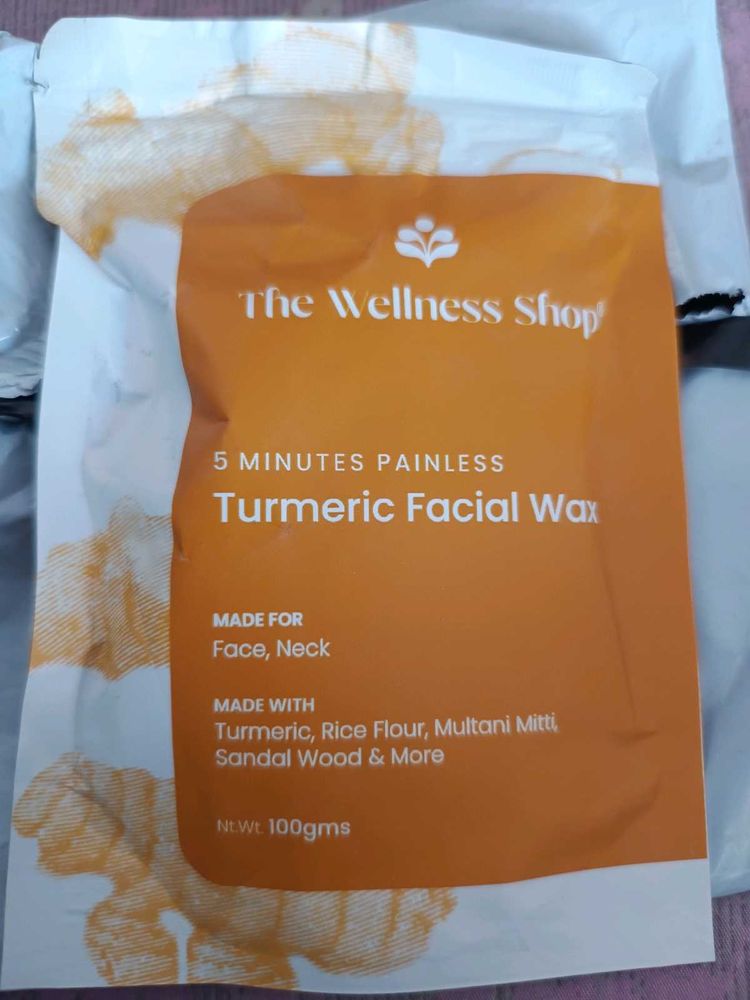 The Wellness Shop®
5 MINUTES PAINLESS
Turmeric Facial Wax
MADE FOR
Face, Neck
MADE WITH
Turmeric, Rice Flour, Multani Mitti,
Sandal Wood & More
Nt.Wt. 100gms